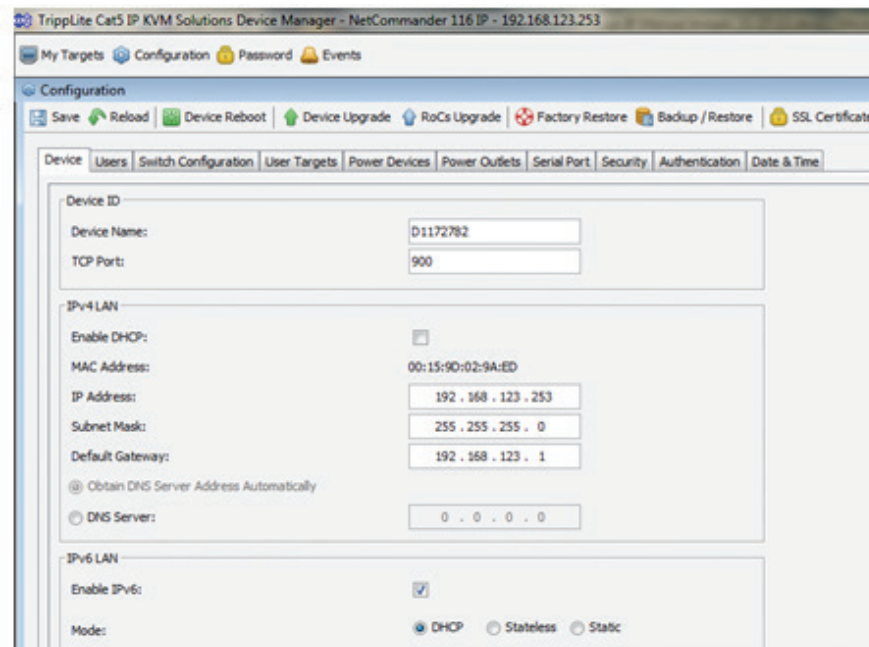 TrippLite Cat5 IP KVM Solutions Device Manager - NetCommander 116 IP - 192.168.123.253
My Targets Configuration Password Events
Configuration
Save Reload Device Reboot Device Upgrade RoCs Upgrade Factory Restore Backup / Restore SSL Certificate
Device Users Switch Configuration User Targets Power Devices Power Outlets Serial Port Security Authentication Date & Time
Device ID
Device Name: D1172782
TCP Port: 900
IPv4 LAN
Enable DHCP:
MAC Address: 00:15:9D:02:9A:ED
IP Address: 192 . 168 . 123 . 253
Subnet Mask: 255 . 255 . 255 . 0
Default Gateway: 192 . 168 . 123 . 1
Obtain DNS Server Address Automatically
DNS Server: 0 . 0 . 0 . 0
IPv6 LAN
Enable IPv6:
Mode: DHCP Stateless Static